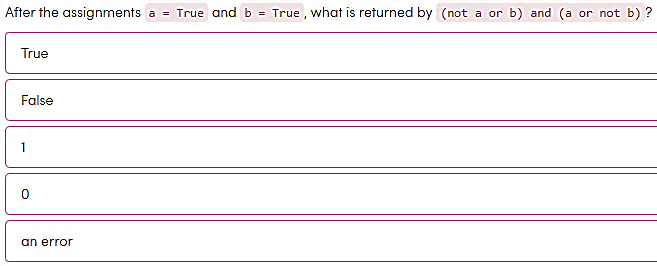 After the assignments a = True and b = True, what is returned by (not a or b) and (a or not b)?
True
False
1
0
an error